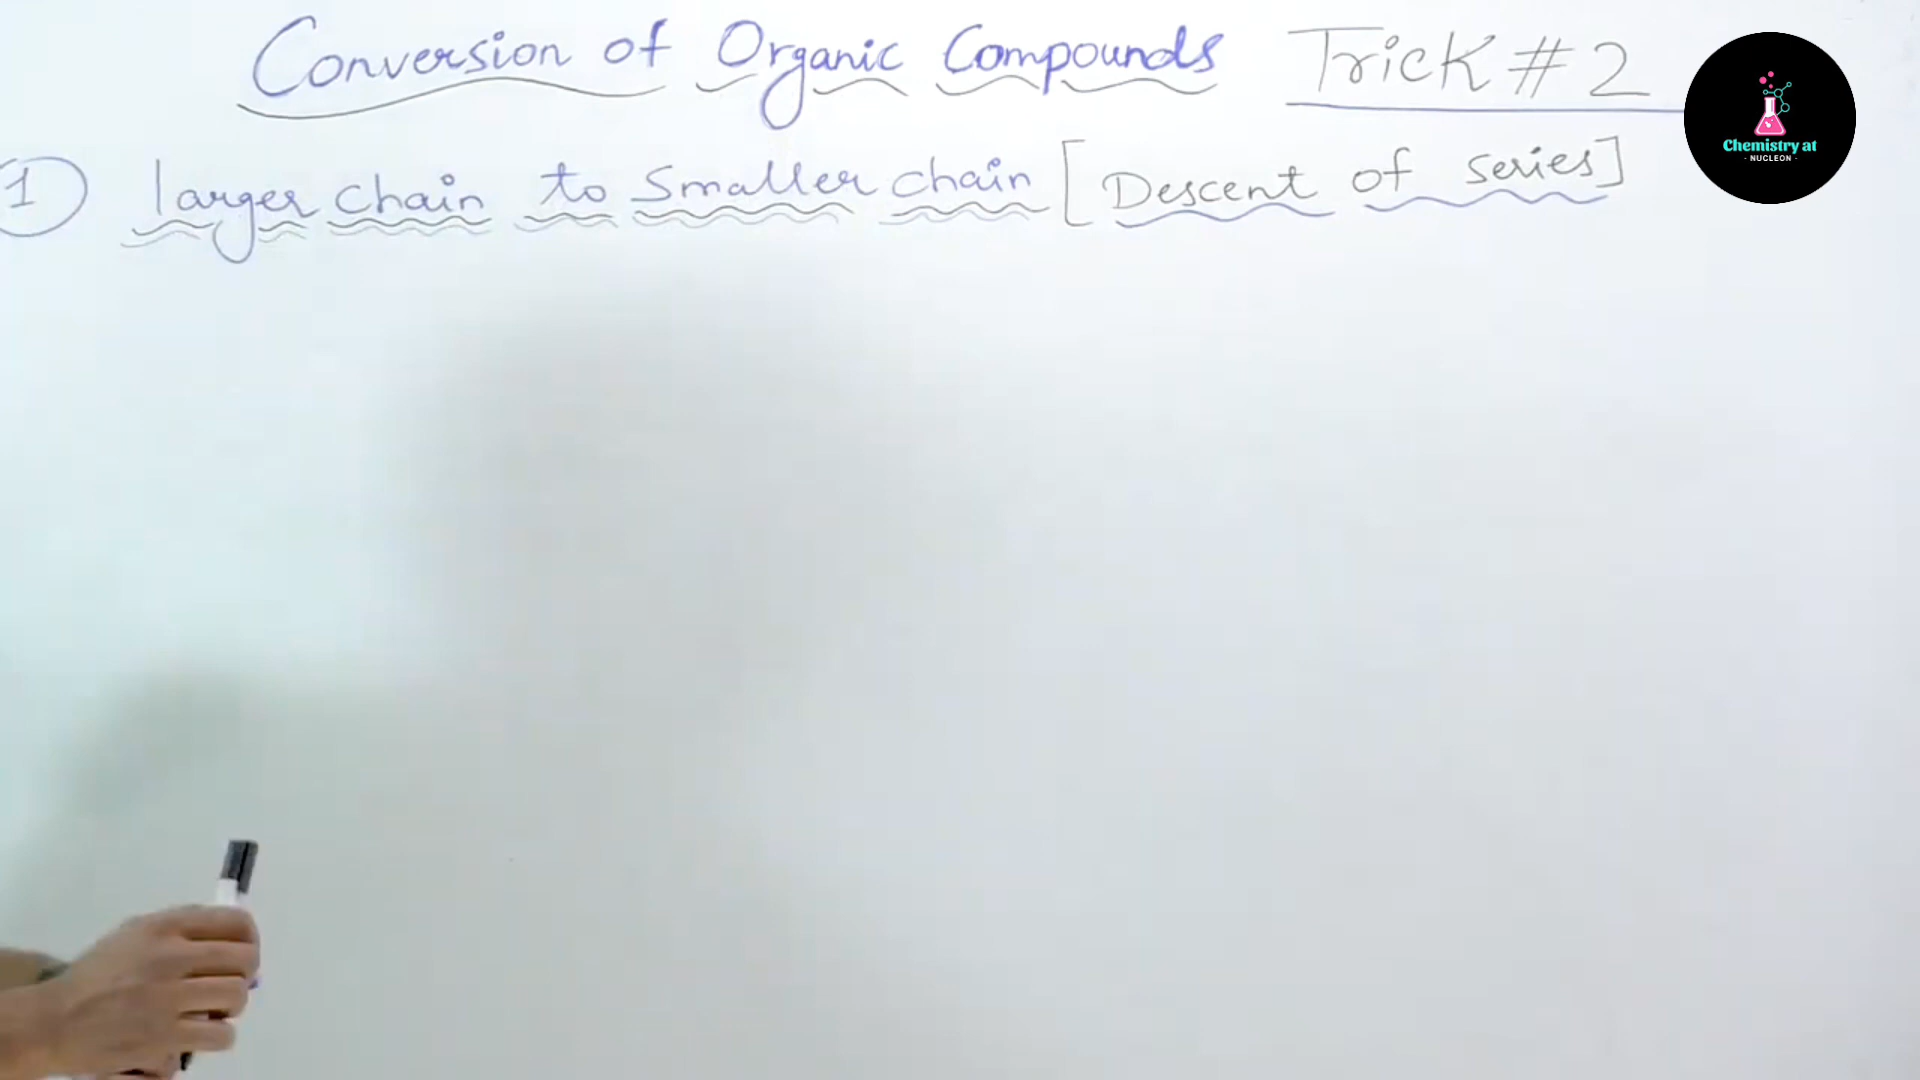 Conversion of Organic Compounds Trick # 2
Chemistry at
- NUCLEON -
1 larger chain to smaller chain [Descent of series]